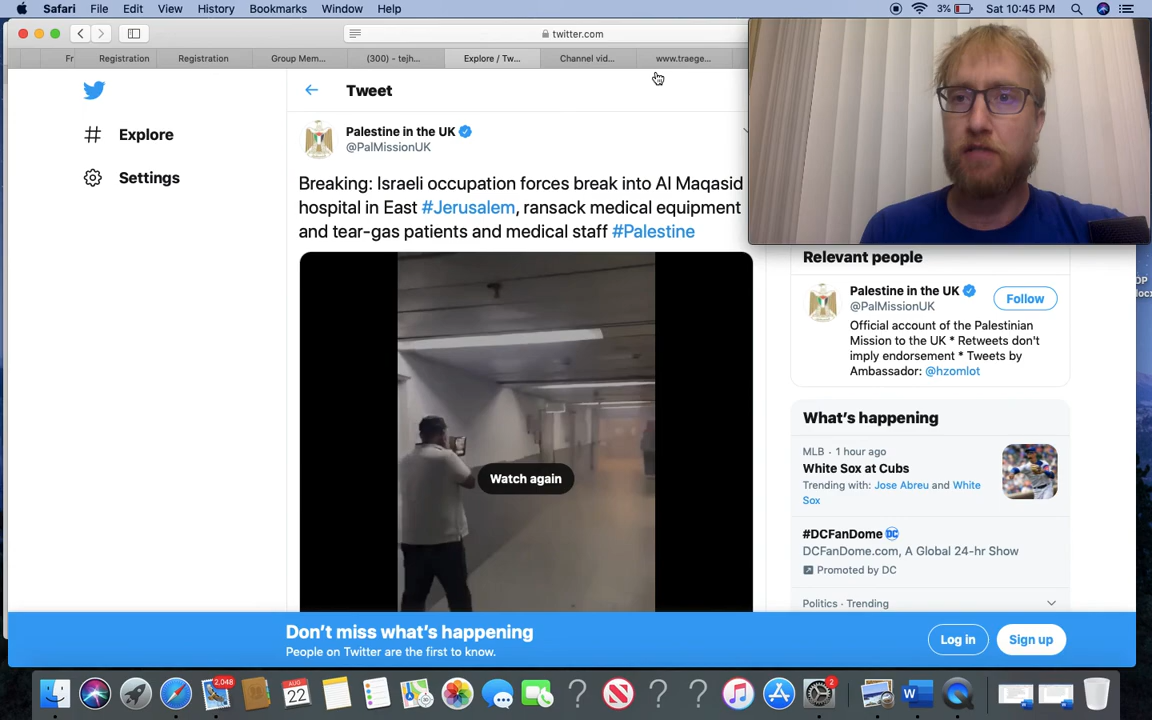 Safari File Edit View History Bookmarks Window Help 3% Sat 10:45 PM
twitter.com
Fr Registration Registration Group Mem... (300) - tejh... Explore / Tw... Channel vid... www.traege...
Tweet
Explore
Settings
Palestine in the UK
@PalMissionUK
Breaking: Israeli occupation forces break into Al Maqasid
hospital in East #Jerusalem, ransack medical equipment
and tear-gas patients and medical staff #Palestine
Watch again
Relevant people
Palestine in the UK
@PalMissionUK
Follow
Official account of the Palestinian
Mission to the UK * Retweets don't
imply endorsement * Tweets by
Ambassador: @hzomlot
What's happening
MLB · 1 hour ago
White Sox at Cubs
Trending with: Jose Abreu and White
Sox
#DCFanDome
DCFanDome.com, A Global 24-hr Show
Promoted by DC
Politics · Trending
Don't miss what's happening
People on Twitter are the first to know.
Log in
Sign up
2,048
AUG
22
2